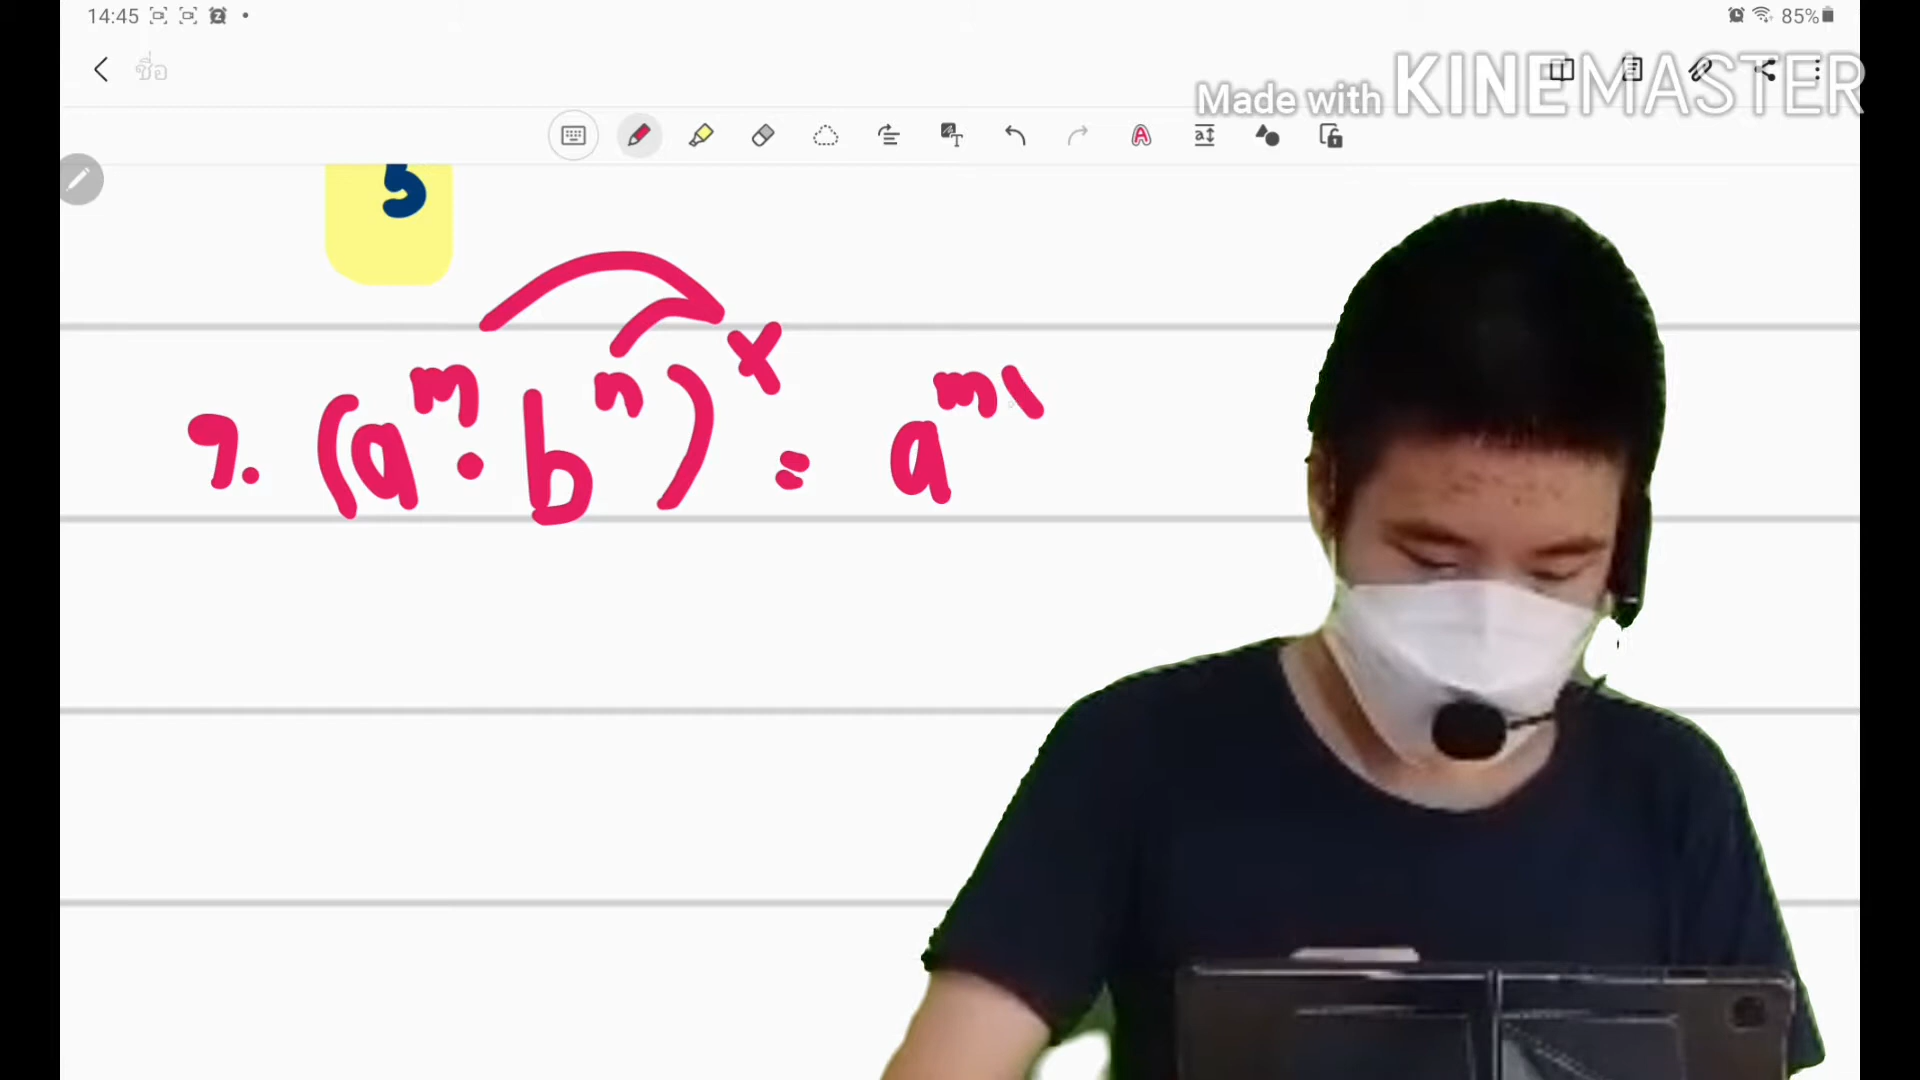 14:45 85%
ชื่อ
Made with KINEMASTER
5
7. (a^m · b^n)^x = a^m\